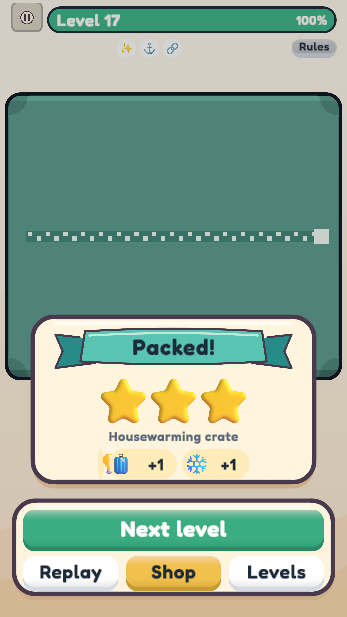 Level 17
100%
Rules
Packed!
Housewarming crate
+1
+1
Next level
Replay
Shop
Levels